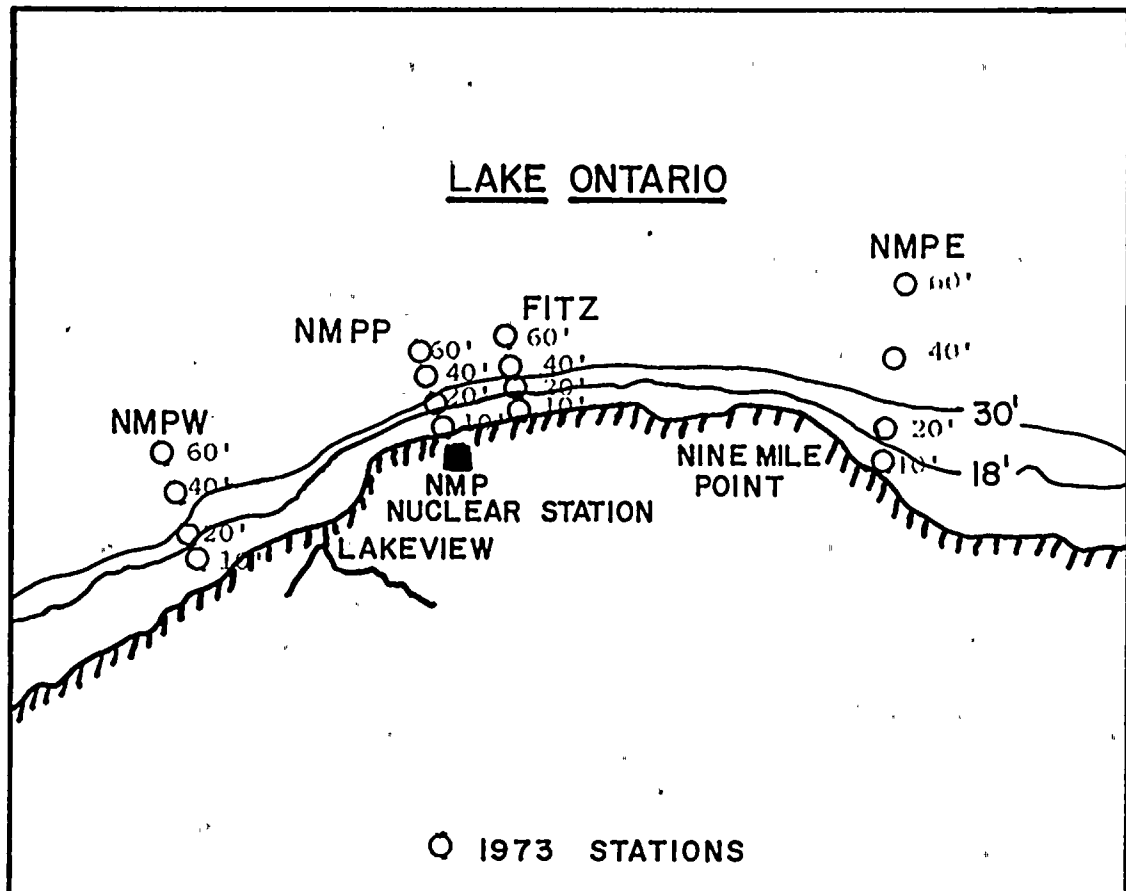 LAKE ONTARIO
NMPE
60'
FITZ
NMPP
60'
60'
40'
40'
40'
20'
20'
10'
10'
30'
20'
NMPW
60'
10'
18'
NINE MILE
POINT
NMP
NUCLEAR STATION
40'
20'
LAKEVIEW
10'
1973 STATIONS